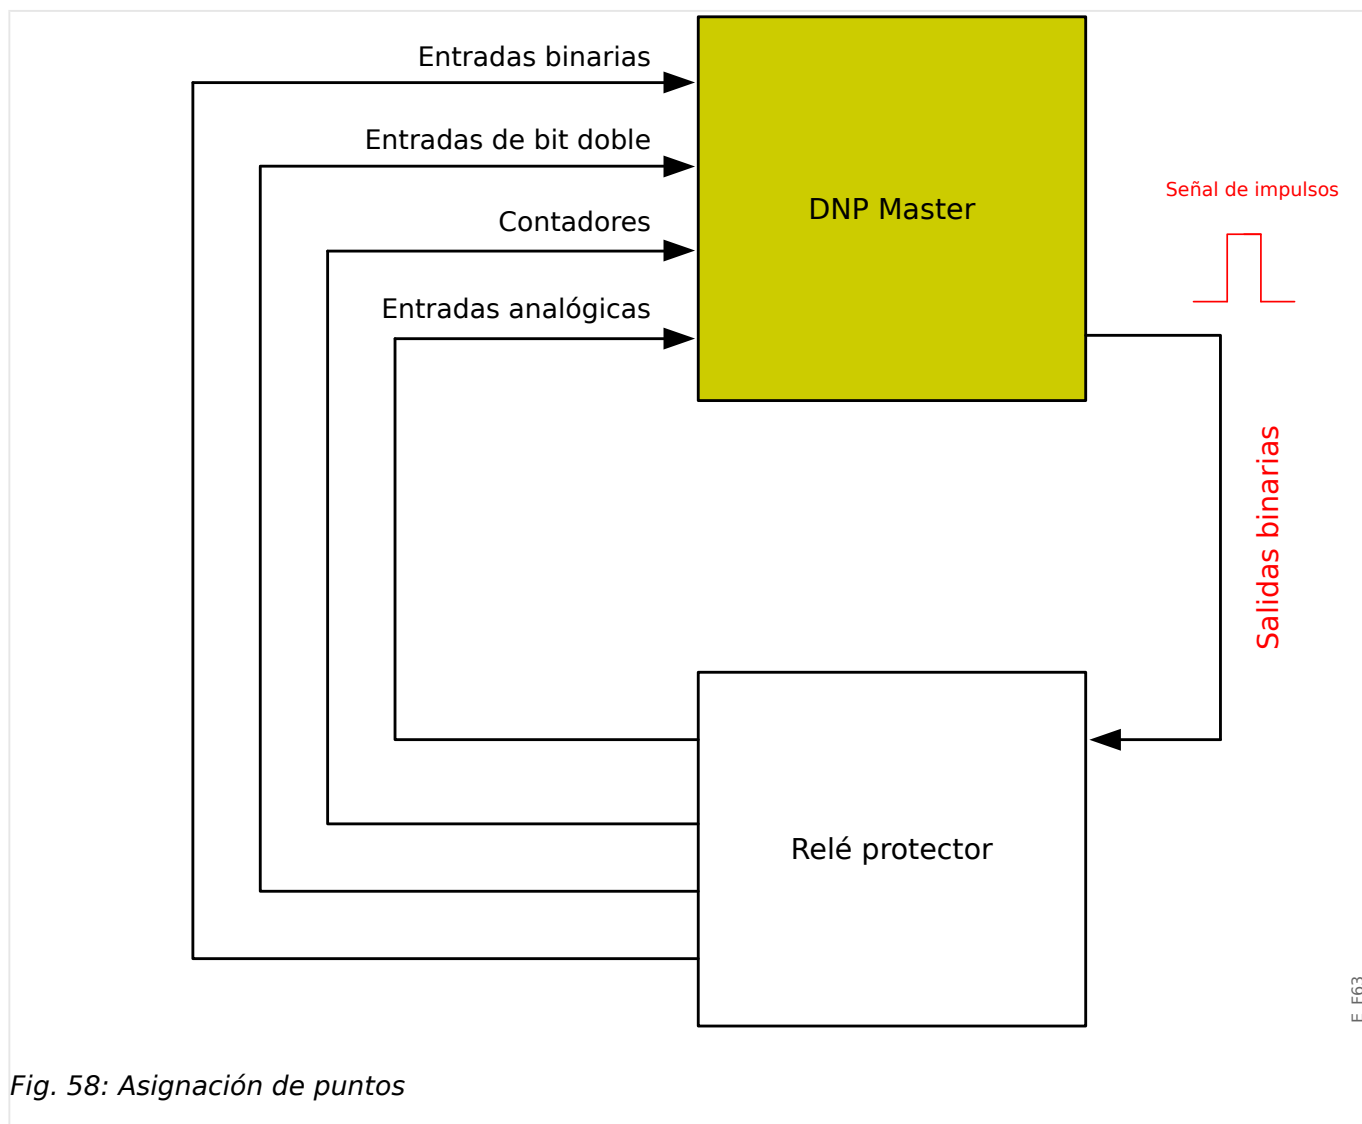 Entradas binarias
Entradas de bit doble
DNP Master
Señal de impulsos
Contadores
Entradas analógicas
Salidas binarias
Relé protector
Fig. 58: Asignación de puntos